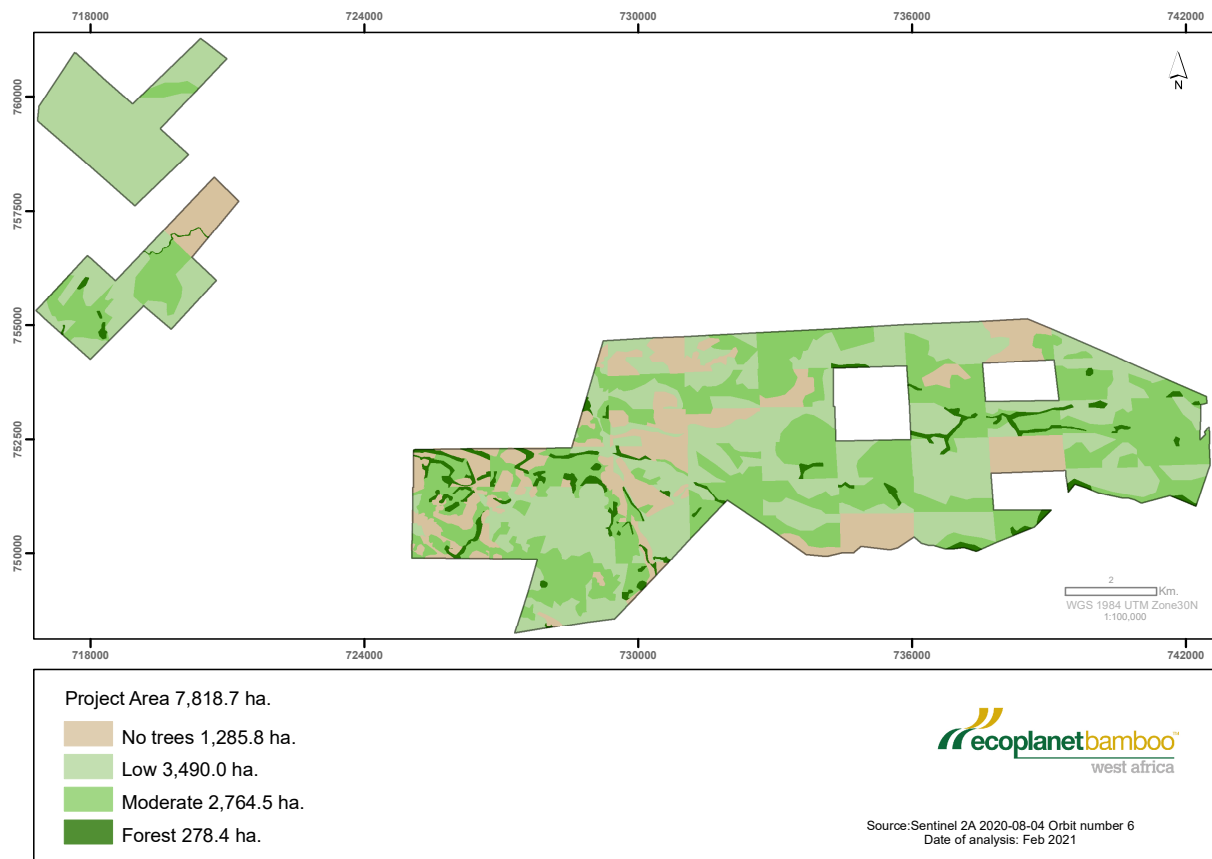 718000
724000
730000
736000
742000
760000
757500
755000
752500
750000
N
2
Km.
WGS 1984 UTM Zone30N
1:100,000
718000
724000
730000
736000
742000
Project Area 7,818.7 ha.
No trees 1,285.8 ha.
Low 3,490.0 ha.
Moderate 2,764.5 ha.
Forest 278.4 ha.
ecoplanetbamboo™
west africa
Source:Sentinel 2A 2020-08-04 Orbit number 6
Date of analysis: Feb 2021